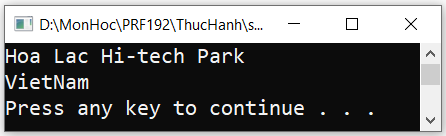 D:\MonHoc\PRF192\ThucHanh\s...
Hoa Lac Hi-tech Park
VietNam
Press any key to continue . . .